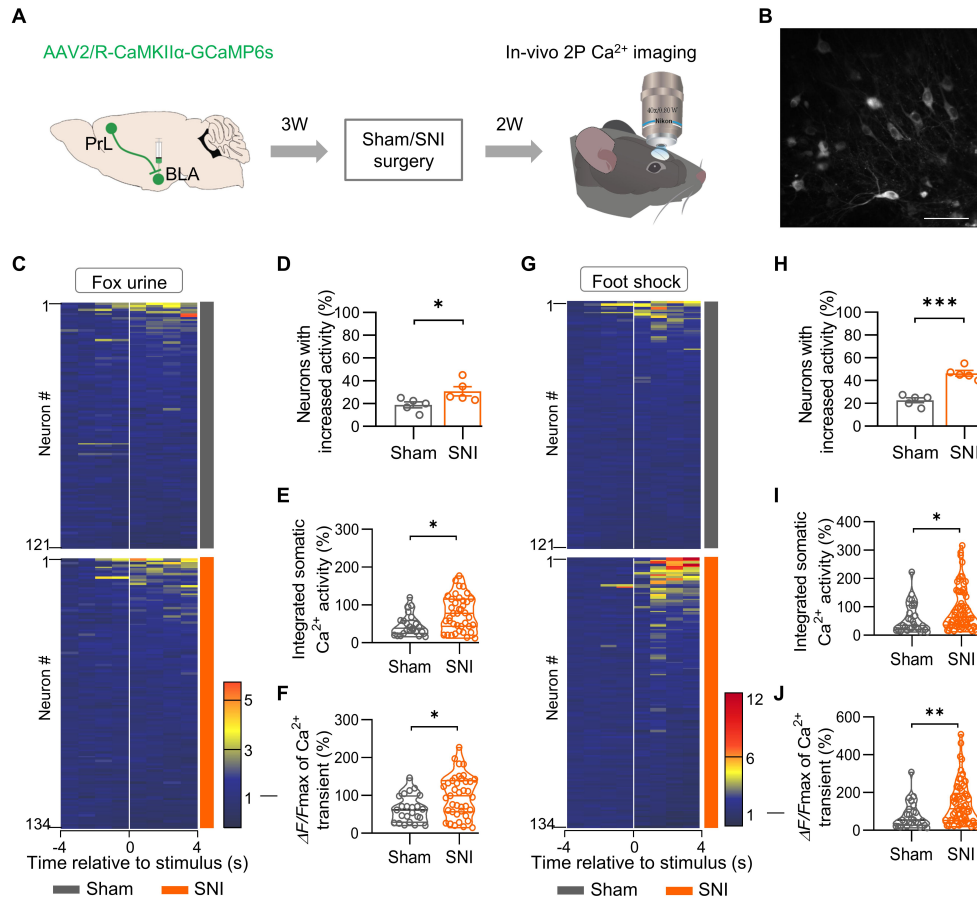 A
AAV2/R-CaMKIIα-GCaMP6s
PrL
BLA
3W
Sham/SNI
surgery
2W
In-vivo 2P Ca²⁺ imaging
40x/0.80 W
Nikon
B
C
Fox urine
1
Neuron #
121
1
Neuron #
134
5
3
1
-4
0
4
Time relative to stimulus (s)
Sham
SNI
D
Neurons with
increased activity (%)
100
80
60
40
20
0
*
Sham
SNI
E
Integrated somatic
Ca²⁺ activity (%)
300
200
100
0
*
Sham
SNI
F
ΔF/Fmax of Ca²⁺
transient (%)
300
200
100
0
*
Sham
SNI
G
Foot shock
1
Neuron #
121
1
Neuron #
134
12
6
1
-4
0
4
Time relative to stimulus (s)
Sham
SNI
H
Neurons with
increased activity (%)
100
80
60
40
20
0
***
Sham
SNI
I
Integrated somatic
Ca²⁺ activity (%)
400
300
200
100
0
*
Sham
SNI
J
ΔF/Fmax of Ca²⁺
transient (%)
600
400
200
0
**
Sham
SNI